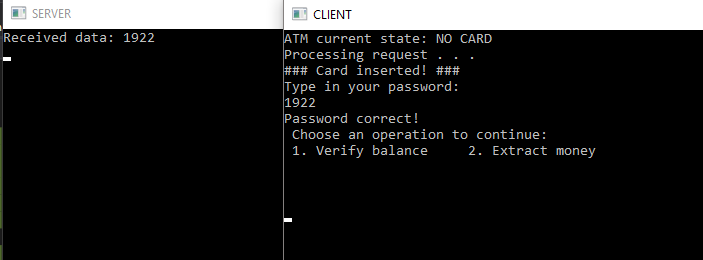 SERVER
Received data: 1922
CLIENT
ATM current state: NO CARD
Processing request . . .
### Card inserted! ###
Type in your password:
1922
Password correct!
Choose an operation to continue:
1. Verify balance     2. Extract money